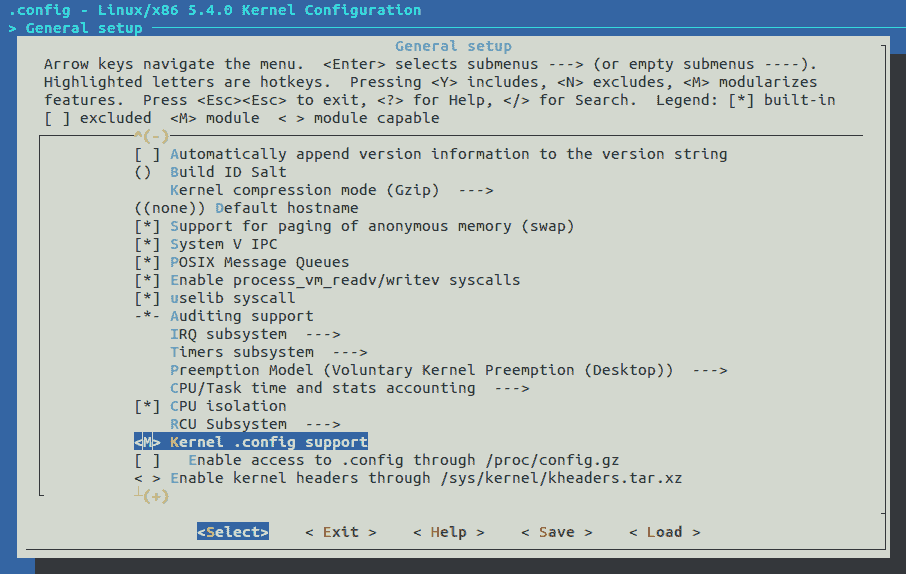 .config - Linux/x86 5.4.0 Kernel Configuration
> General setup
General setup
Arrow keys navigate the menu.  <Enter> selects submenus ---> (or empty submenus ----).
Highlighted letters are hotkeys.  Pressing <Y> includes, <N> excludes, <M> modularizes
features.  Press <Esc><Esc> to exit, <?> for Help, </> for Search.  Legend: [*] built-in
[ ] excluded  <M> module  < > module capable
^(-)
[ ] Automatically append version information to the version string
()  Build ID Salt
Kernel compression mode (Gzip)  --->
((none)) Default hostname
[*] Support for paging of anonymous memory (swap)
[*] System V IPC
[*] POSIX Message Queues
[*] Enable process_vm_readv/writev syscalls
[*] uselib syscall
-*- Auditing support
IRQ subsystem  --->
Timers subsystem  --->
Preemption Model (Voluntary Kernel Preemption (Desktop))  --->
CPU/Task time and stats accounting  --->
[*] CPU isolation
RCU Subsystem  --->
<M> Kernel .config support
[ ]   Enable access to .config through /proc/config.gz
< > Enable kernel headers through /sys/kernel/kheaders.tar.xz
┴(+)
<Select>    < Exit >    < Help >    < Save >    < Load >